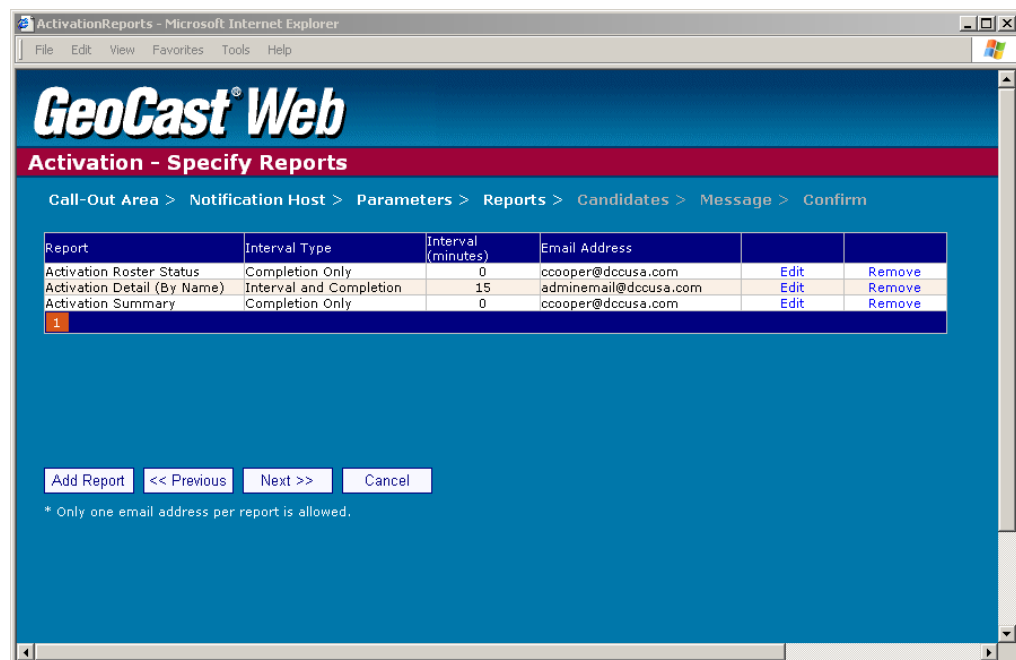 ActivationReports - Microsoft Internet Explorer
File Edit View Favorites Tools Help
GeoCast® Web
Activation - Specify Reports
Call-Out Area > Notification Host > Parameters > Reports > Candidates > Message > Confirm
Report Interval Type Interval (minutes) Email Address
Activation Roster Status Completion Only 0 ccooper@dccusa.com Edit Remove
Activation Detail (By Name) Interval and Completion 15 adminemail@dccusa.com Edit Remove
Activation Summary Completion Only 0 ccooper@dccusa.com Edit Remove
1
Add Report << Previous Next >> Cancel
* Only one email address per report is allowed.